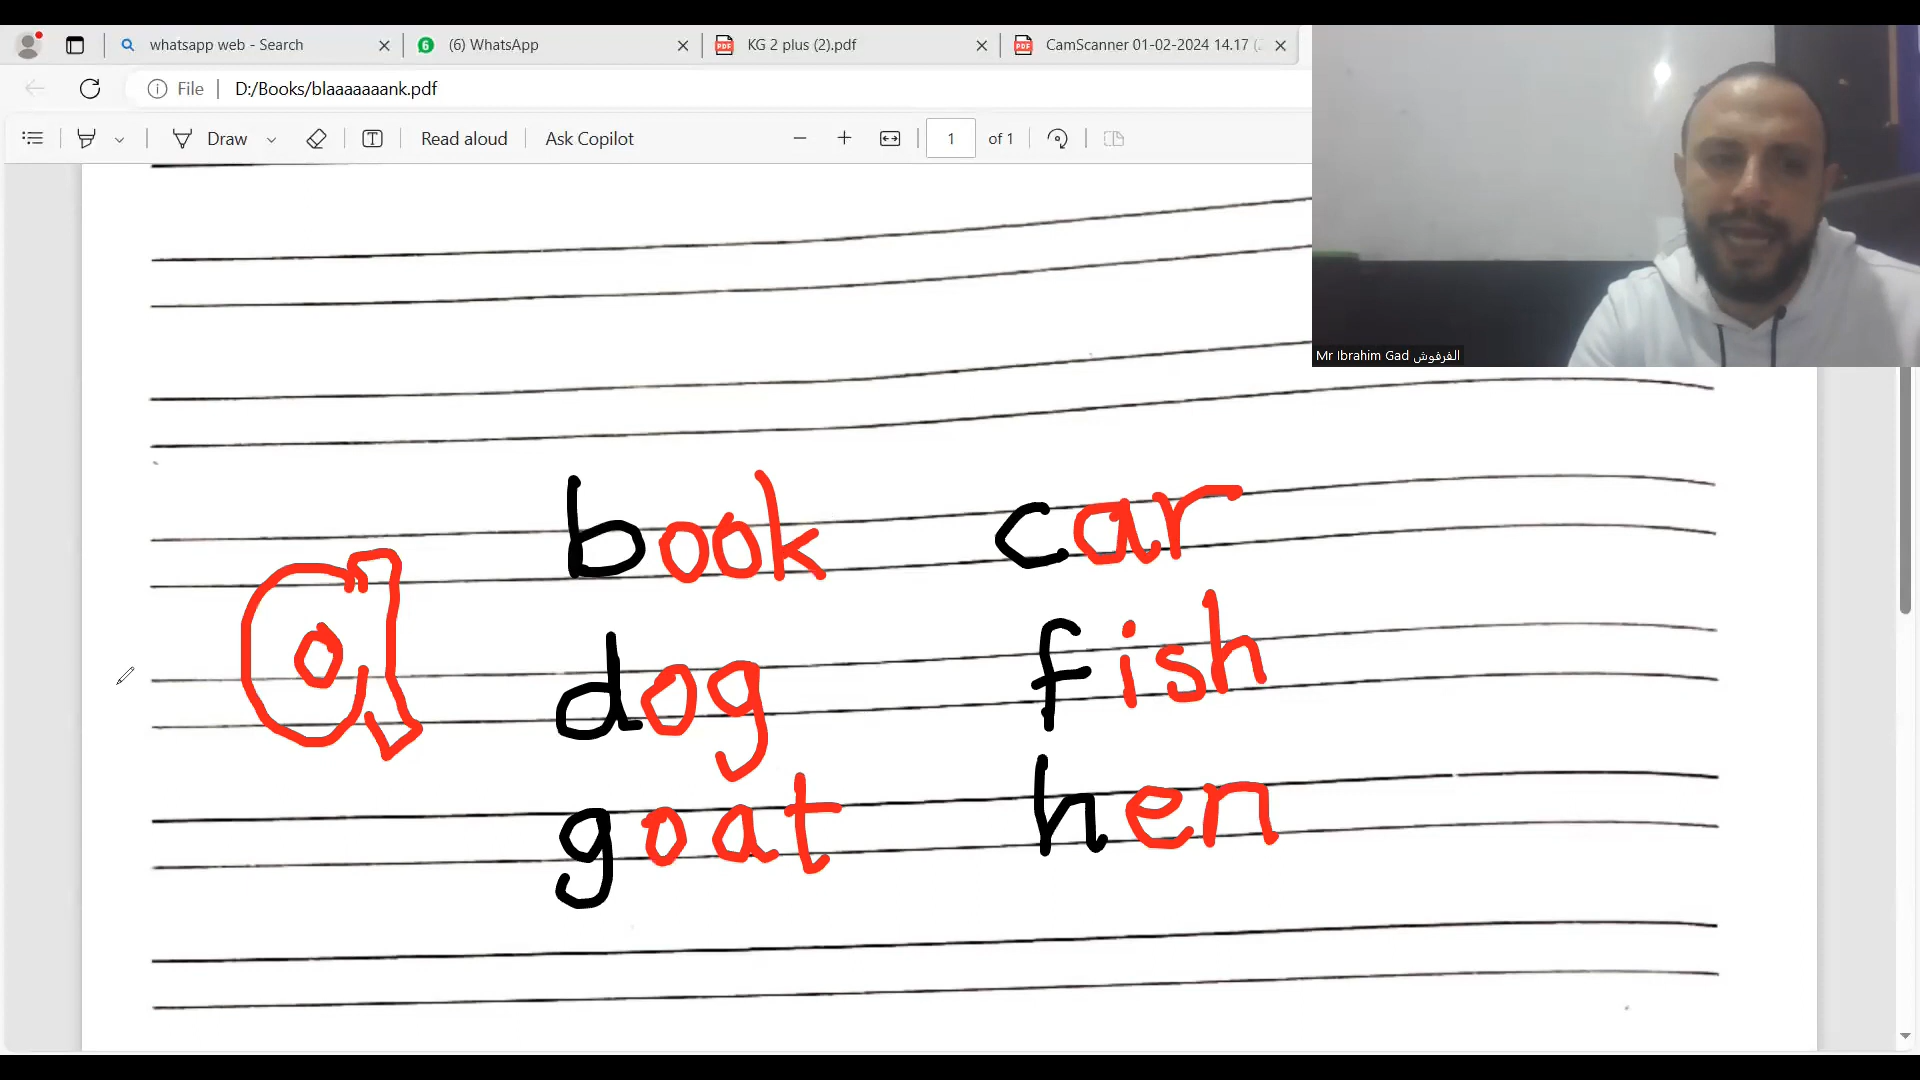 whatsapp web - Search
(6) WhatsApp
KG 2 plus (2).pdf
CamScanner 01-02-2024 14.17 (
File D:/Books/blaaaaaaank.pdf
Draw Read aloud Ask Copilot 1 of 1
Mr Ibrahim Gad الفرفوش
book car
a
dog fish
goat hen